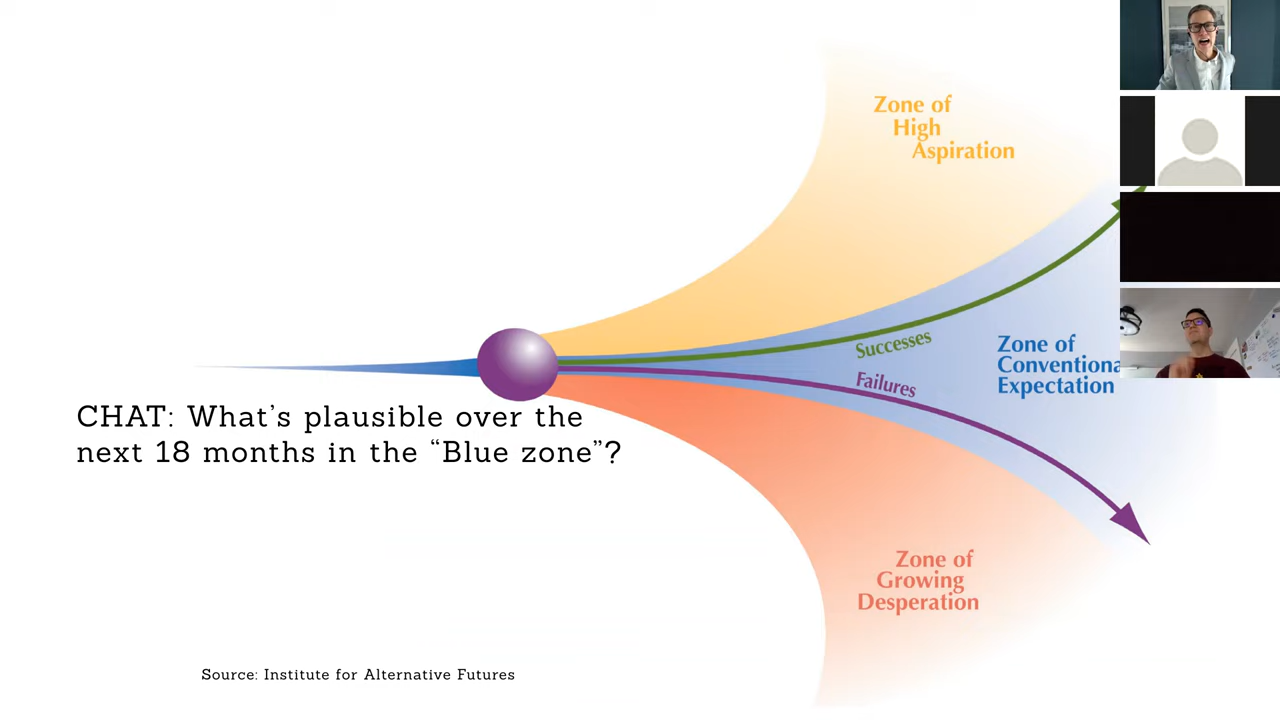 Zone of
High
Aspiration
Successes
Failures
Zone of
Conventiona
Expectation
CHAT: What's plausible over the
next 18 months in the “Blue zone”?
Zone of
Growing
Desperation
Source: Institute for Alternative Futures